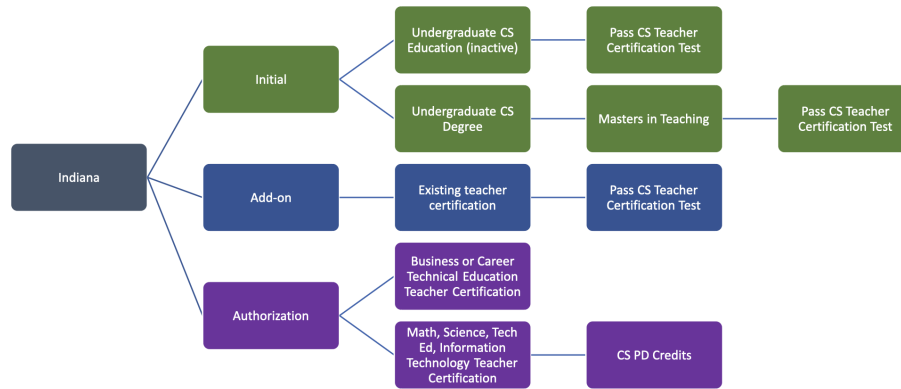 Undergraduate CS
Education (inactive)
Pass CS Teacher
Certification Test
Initial
Undergraduate CS
Degree
Masters in Teaching
Pass CS Teacher
Certification Test
Indiana
Add-on
Existing teacher
certification
Pass CS Teacher
Certification Test
Business or Career
Technical Education
Teacher Certification
Authorization
Math, Science, Tech
Ed, Information
Technology Teacher
Certification
CS PD Credits